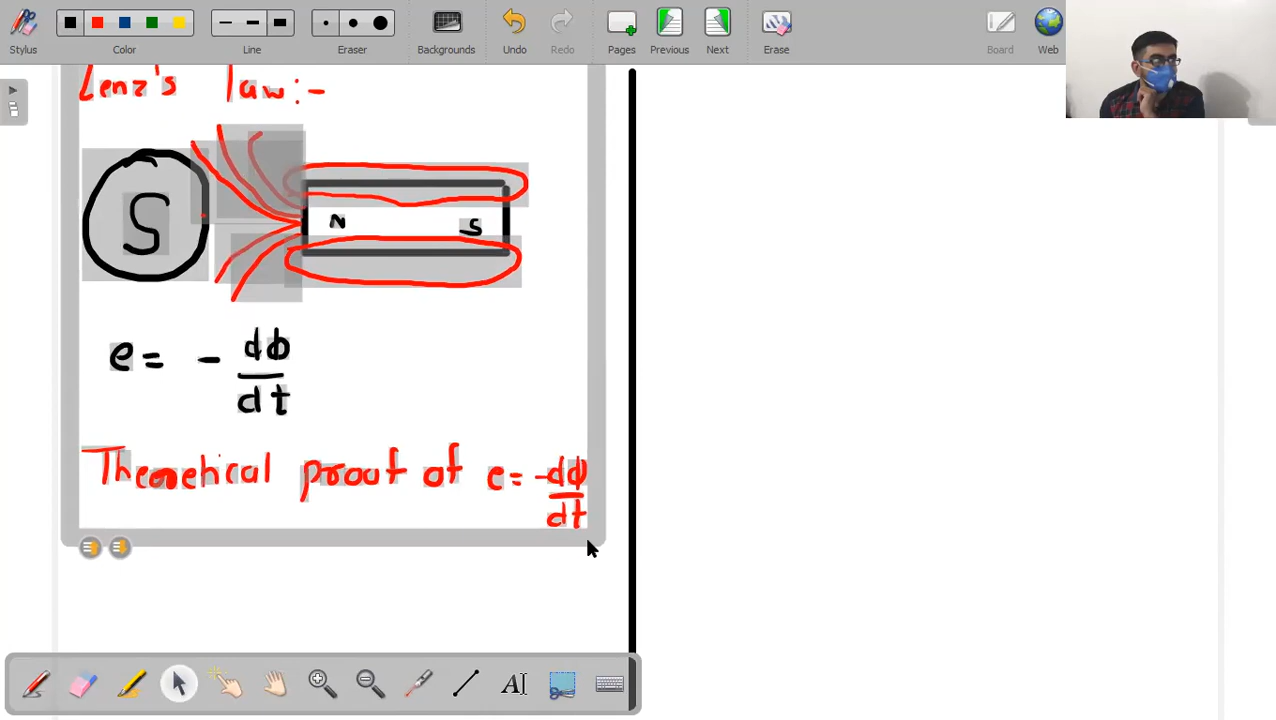 Stylus
Color
Line
Eraser
Backgrounds
Undo
Redo
Pages
Previous
Next
Erase
Board
Web
Lenz's law:-
S
N S
e = - dφ/dt
Theoretical proof of e = -dφ/dt